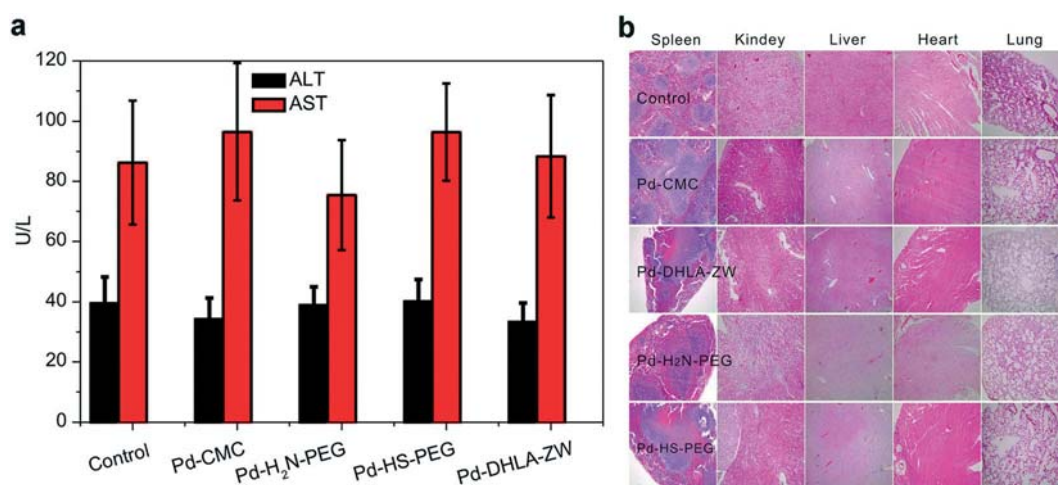 a
120
100
80
60
40
20
0
U/L
ALT
AST
Control
Pd-CMC
Pd-H₂N-PEG
Pd-HS-PEG
Pd-DHLA-ZW
b
Spleen Kindey Liver Heart Lung
Control
Pd-CMC
Pd-DHLA-ZW
Pd-H₂N-PEG
Pd-HS-PEG